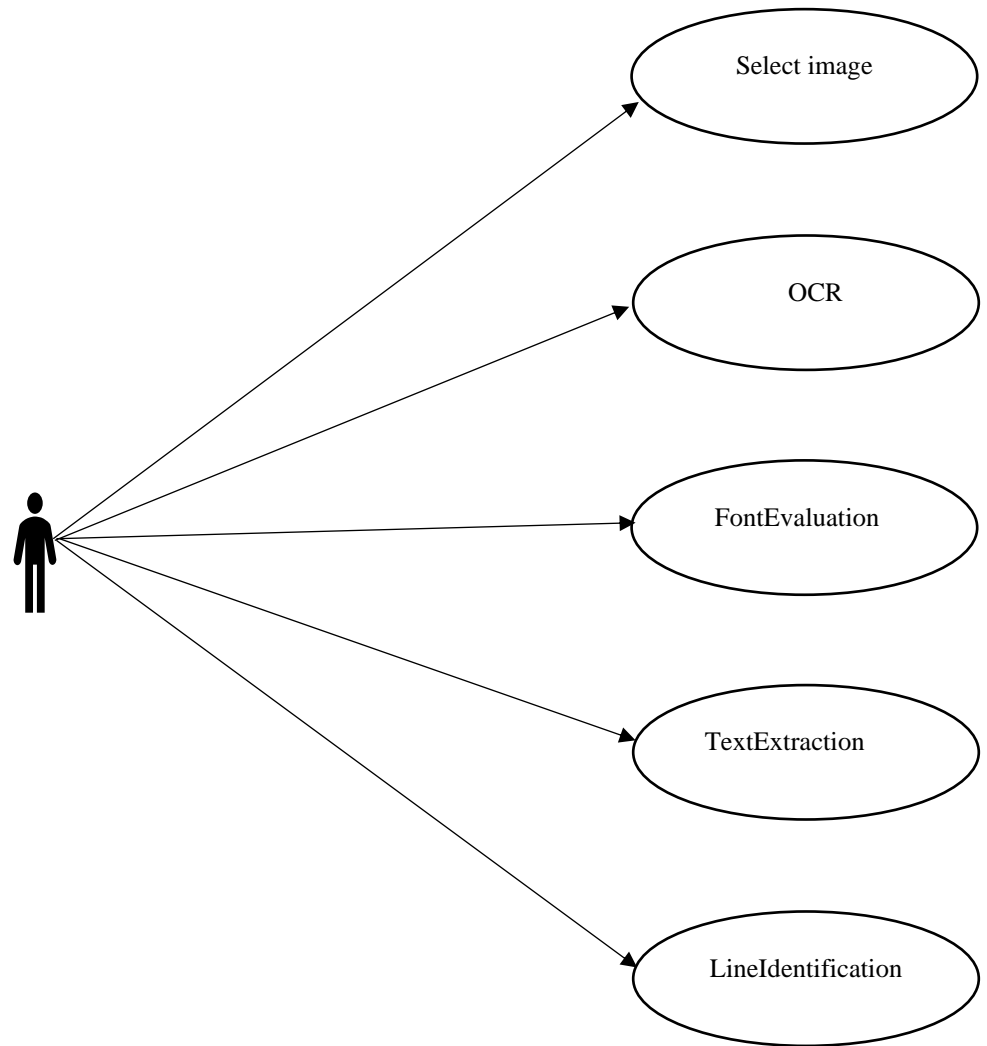 Select image
OCR
FontEvaluation
TextExtraction
LineIdentification